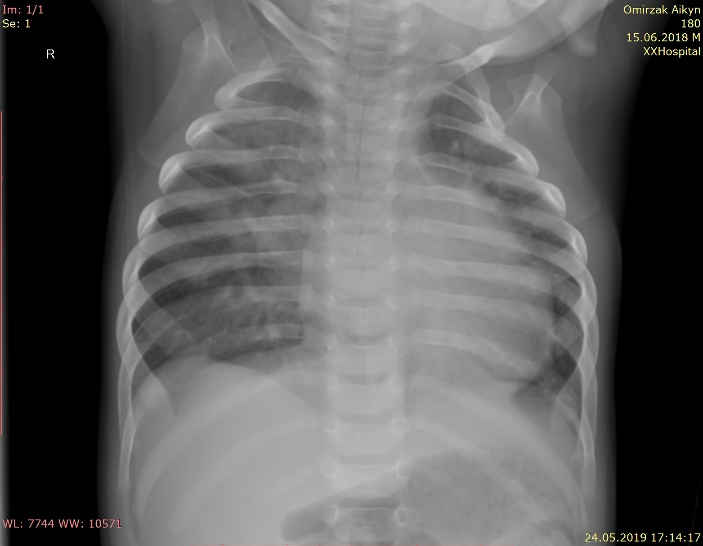 Im: 1/1
Se: 1
Omirzak Aikyn
180
15.06.2018 M
XXHospital
R
WL: 7744 WW: 10571
24.05.2019 17:14:17